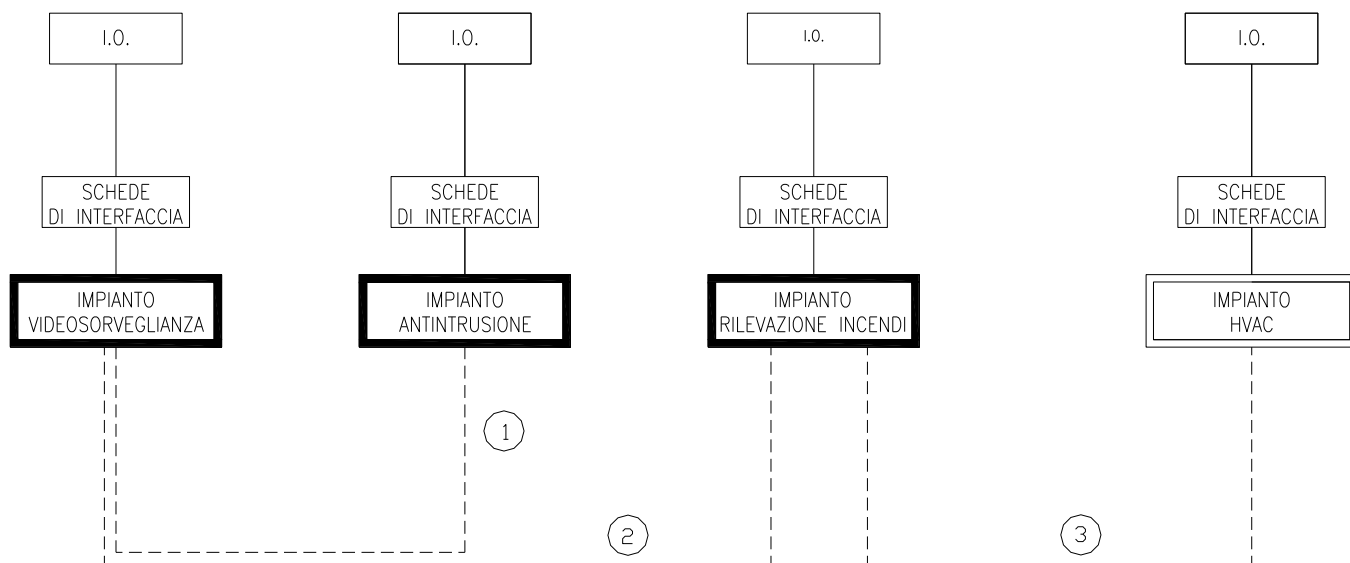 I.O.
I.O.
I.O.
I.O.
SCHEDE
DI INTERFACCIA
SCHEDE
DI INTERFACCIA
SCHEDE
DI INTERFACCIA
SCHEDE
DI INTERFACCIA
IMPIANTO
VIDEOSORVEGLIANZA
IMPIANTO
ANTINTRUSIONE
IMPIANTO
RILEVAZIONE INCENDI
IMPIANTO
HVAC
1
2
3